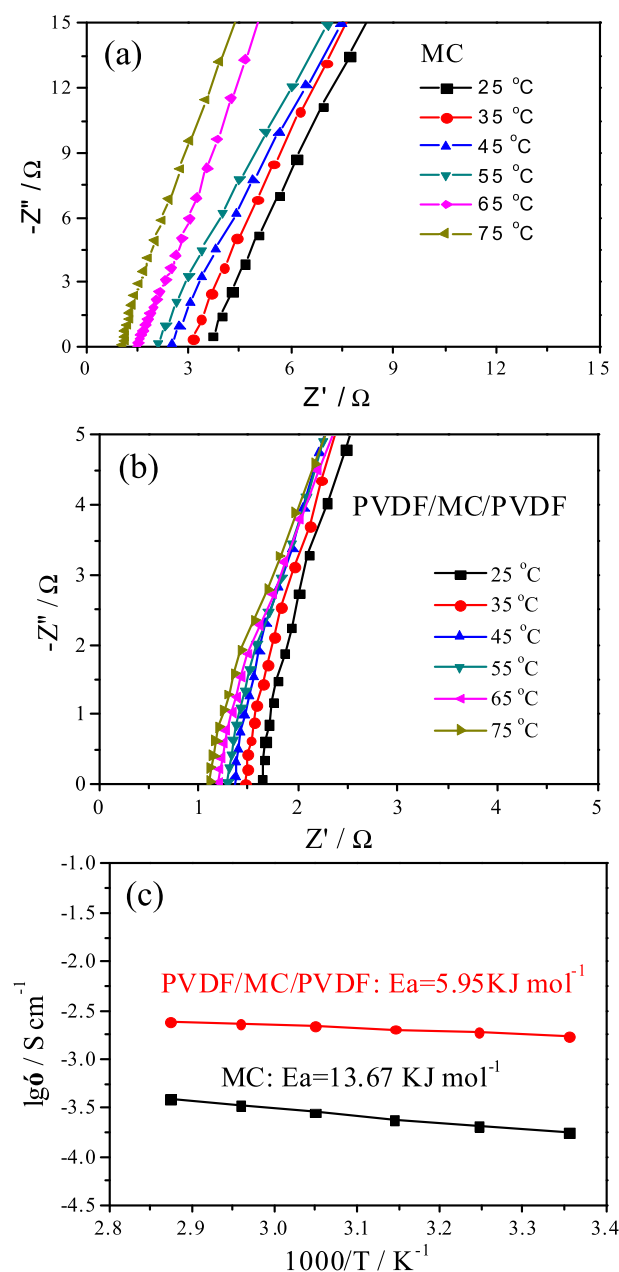 15
12
9
6
3
0
-Z'' / Ω
(a)
MC
25 °C
35 °C
45 °C
55 °C
65 °C
75 °C
0 3 6 9 12 15
Z' / Ω
5
4
3
2
1
0
-Z'' / Ω
(b)
PVDF/MC/PVDF
25 °C
35 °C
45 °C
55 °C
65 °C
75 °C
0 1 2 3 4 5
Z' / Ω
-1.0
-1.5
-2.0
-2.5
-3.0
-3.5
-4.0
-4.5
lgó / S cm⁻¹
(c)
PVDF/MC/PVDF: Ea=5.95KJ mol⁻¹
MC: Ea=13.67 KJ mol⁻¹
2.8 2.9 3.0 3.1 3.2 3.3 3.4
1000/T / K⁻¹